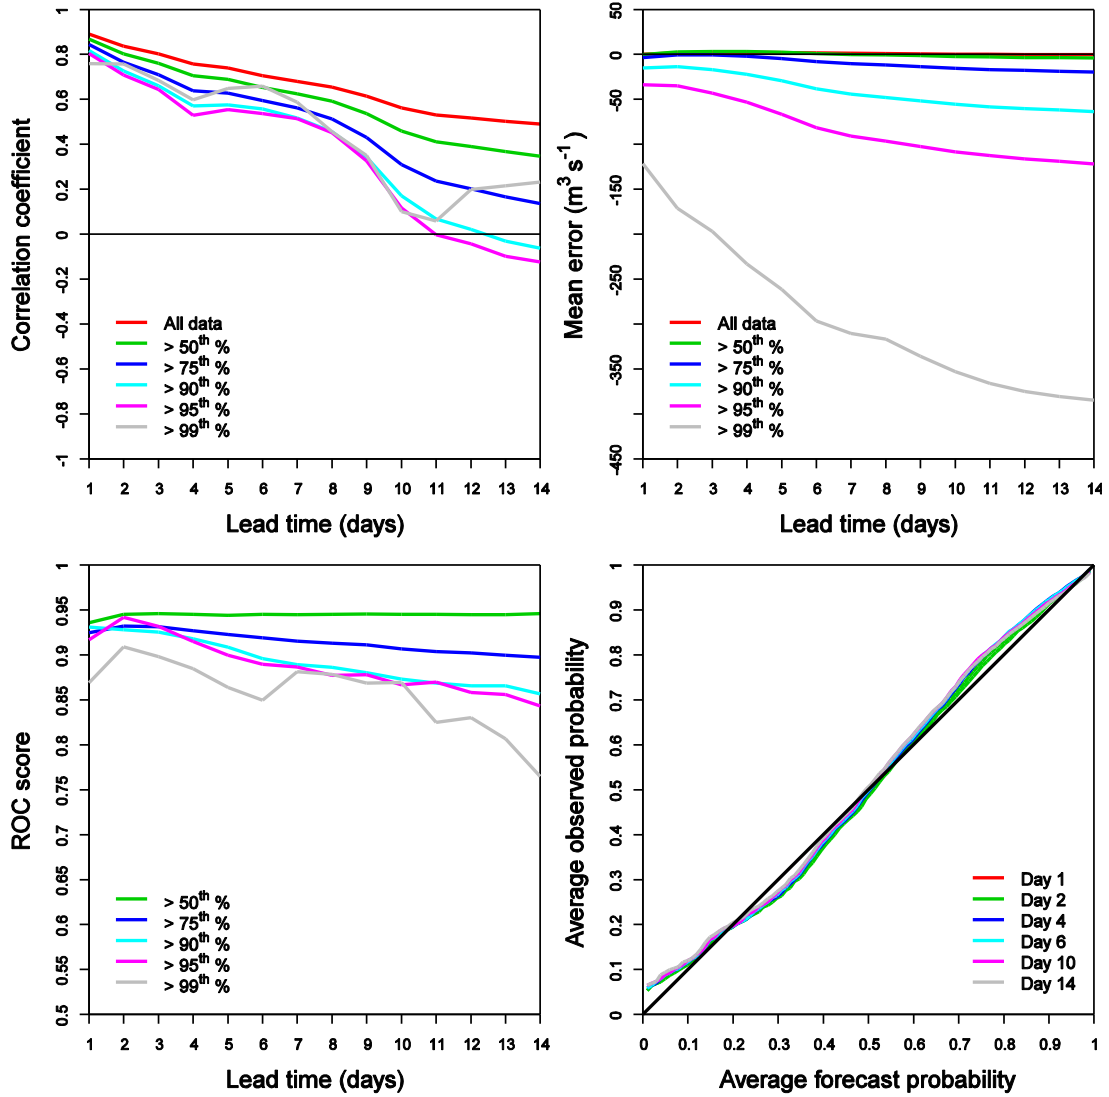 Correlation coefficient
1
0.8
0.6
0.4
0.2
0
-0.2
-0.4
-0.6
-0.8
-1
All data
> 50th %
> 75th %
> 90th %
> 95th %
> 99th %
1 2 3 4 5 6 7 8 9 10 11 12 13 14
Lead time (days)
Mean error (m3 s-1 )
50
0
-50
-150
-250
-350
-450
All data
> 50th %
> 75th %
> 90th %
> 95th %
> 99th %
1 2 3 4 5 6 7 8 9 10 11 12 13 14
Lead time (days)
ROC score
1
0.95
0.9
0.85
0.8
0.75
0.7
0.65
0.6
0.55
0.5
> 50th %
> 75th %
> 90th %
> 95th %
> 99th %
1 2 3 4 5 6 7 8 9 10 11 12 13 14
Lead time (days)
Average observed probability
1
0.9
0.8
0.7
0.6
0.5
0.4
0.3
0.2
0.1
0
Day 1
Day 2
Day 4
Day 6
Day 10
Day 14
0 0.1 0.2 0.3 0.4 0.5 0.6 0.7 0.8 0.9 1
Average forecast probability